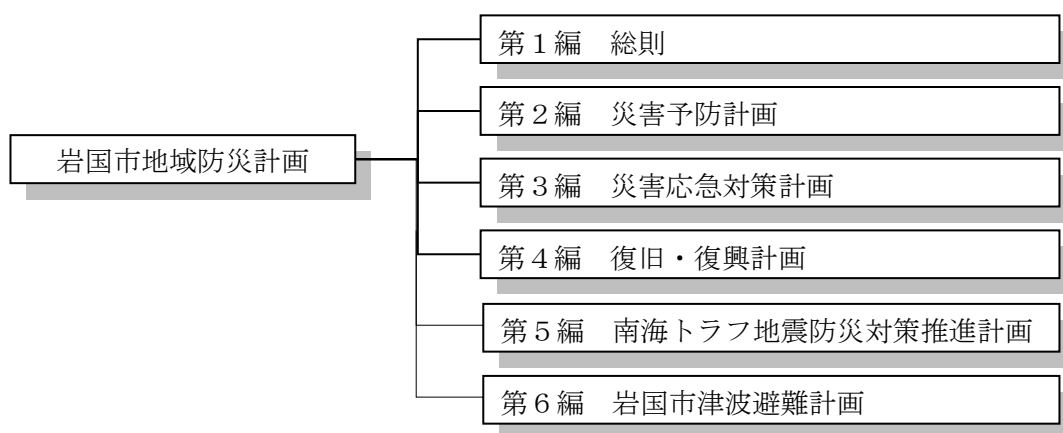 岩国市地域防災計画
第１編　総則
第２編　災害予防計画
第３編　災害応急対策計画
第４編　復旧・復興計画
第５編　南海トラフ地震防災対策推進計画
第６編　岩国市津波避難計画